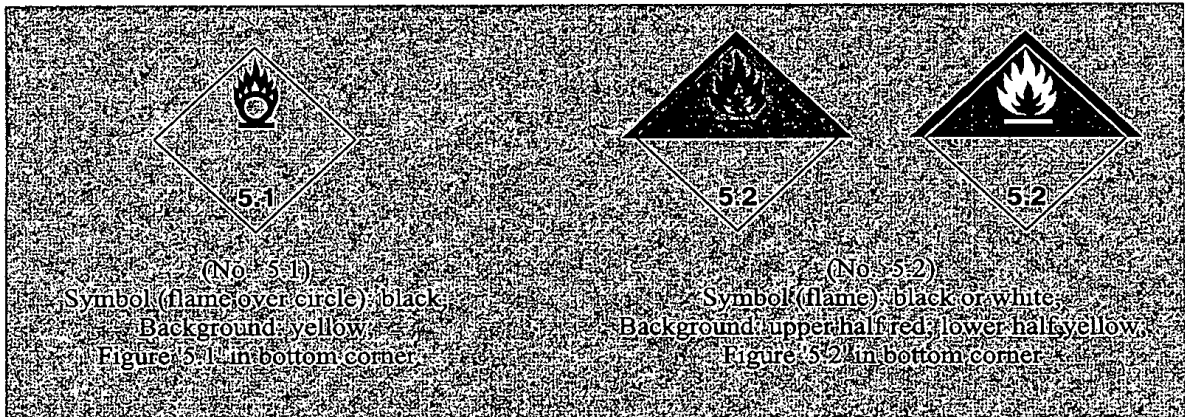 5.1
5.2
5.2
(No. 5.1)
Symbol (flame over circle): black;
Background: yellow;
Figure 5.1 in bottom corner
(No. 5.2)
Symbol (flame): black or white;
Background: upper half red; lower half yellow;
Figure 5.2 in bottom corner